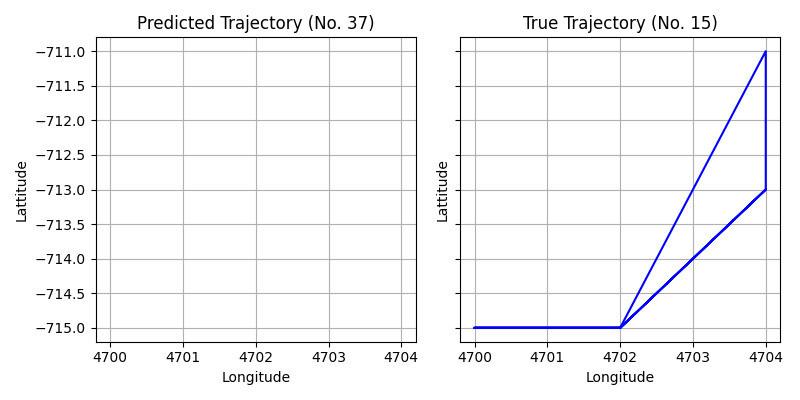 Predicted Trajectory (No. 37)
True Trajectory (No. 15)
−711.0
−711.5
−712.0
−712.5
−713.0
−713.5
−714.0
−714.5
−715.0
Lattitude
Lattitude
4700 4701 4702 4703 4704
4700 4701 4702 4703 4704
Longitude
Longitude